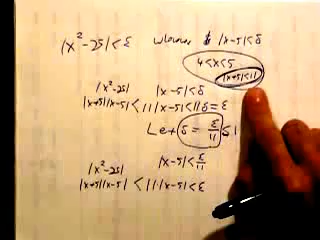 |x²-25|<ε whenever |x-5|<δ
4<x<5
|x+5|<11
|x²-25| |x-5|<δ
|x+5||x-5|<11|x-5|<11δ=ε
Let δ=ε/11≤1
|x²-25| |x-5|<ε/11
|x+5||x-5|<11|x-5|<ε